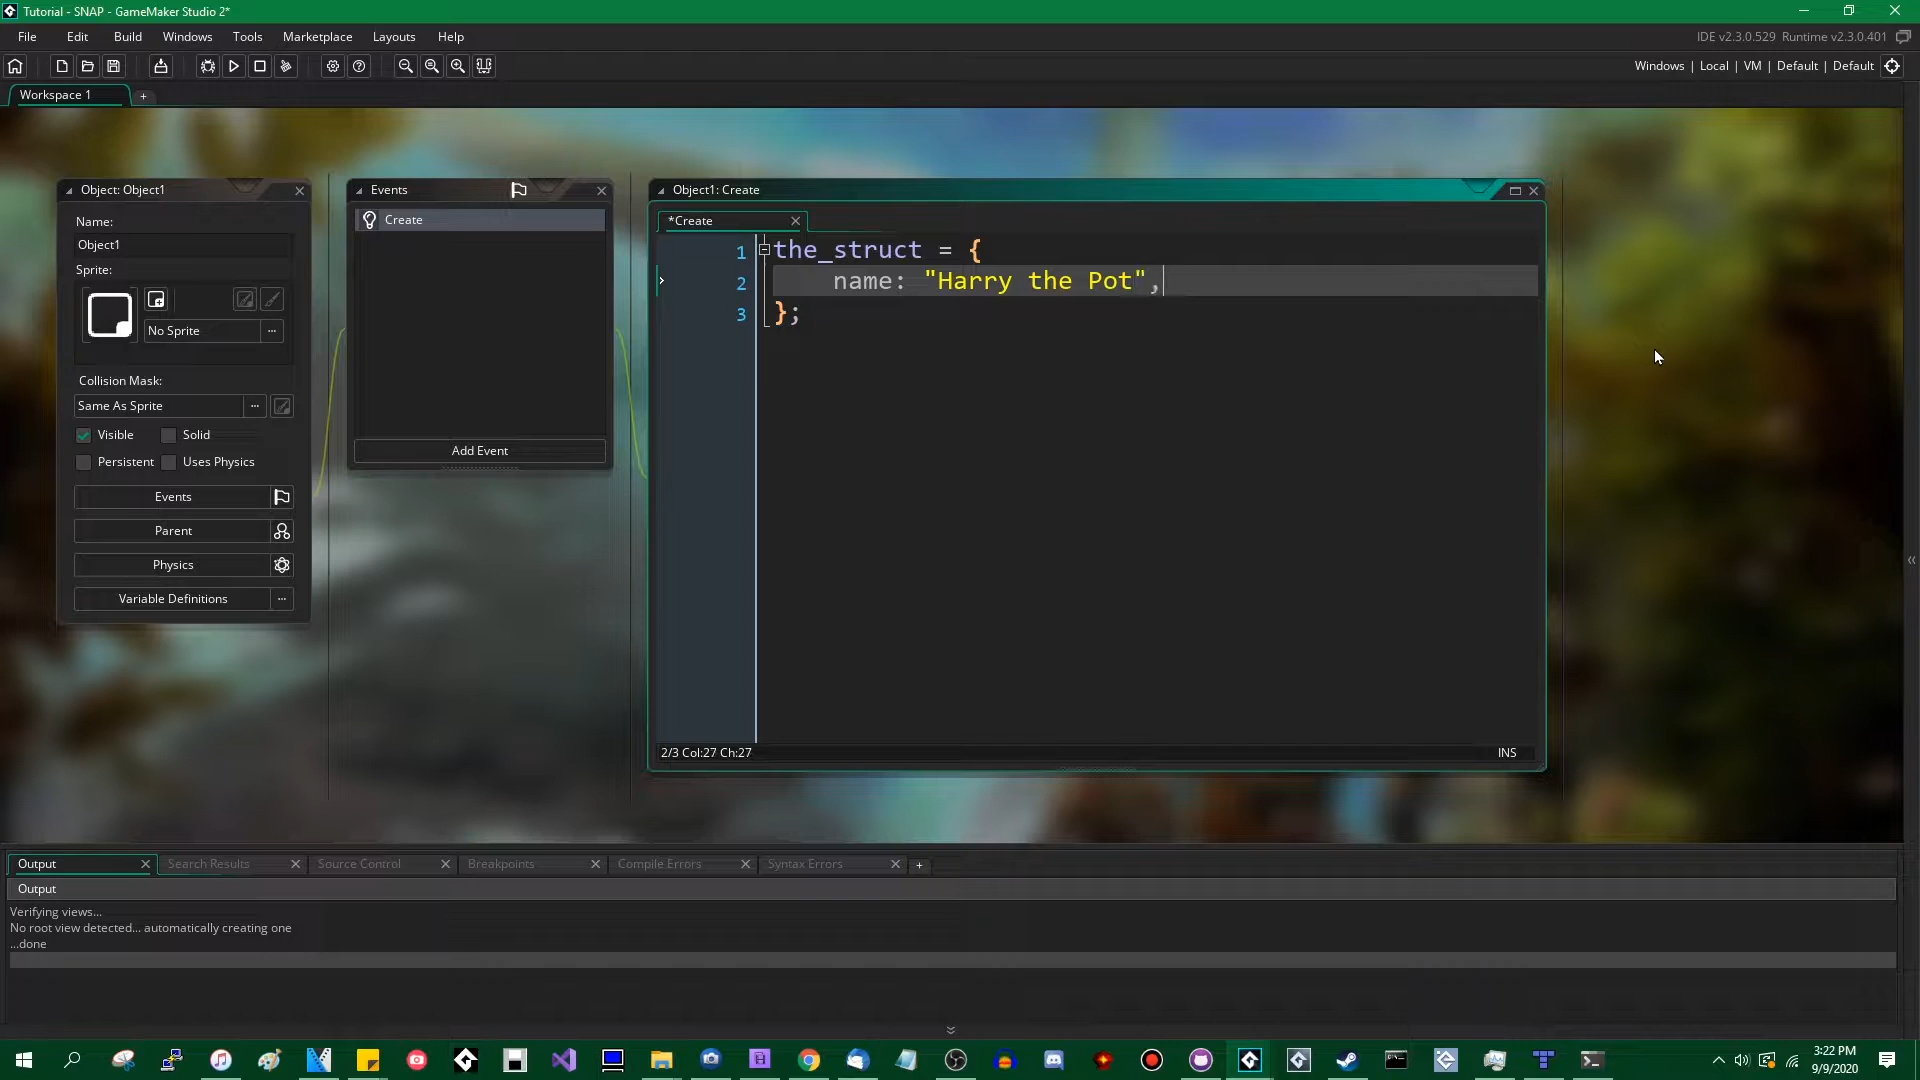 Tutorial - SNAP - GameMaker Studio 2*
File Edit Build Windows Tools Marketplace Layouts Help
IDE v2.3.0.529 Runtime v2.3.0.401
Windows | Local | VM | Default | Default
Workspace 1 +
Object: Object1
Name:
Object1
Sprite:
No Sprite ...
Collision Mask:
Same As Sprite ...
Visible Solid
Persistent Uses Physics
Events
Parent
Physics
Variable Definitions ...
Events
Create
Add Event
Object1: Create
*Create
1 the_struct = {
2 name: "Harry the Pot",
3 };
2/3 Col:27 Ch:27 INS
Output Search Results Source Control Breakpoints Compile Errors Syntax Errors +
Output
Verifying views...
No root view detected... automatically creating one
...done
3:22 PM
9/9/2020